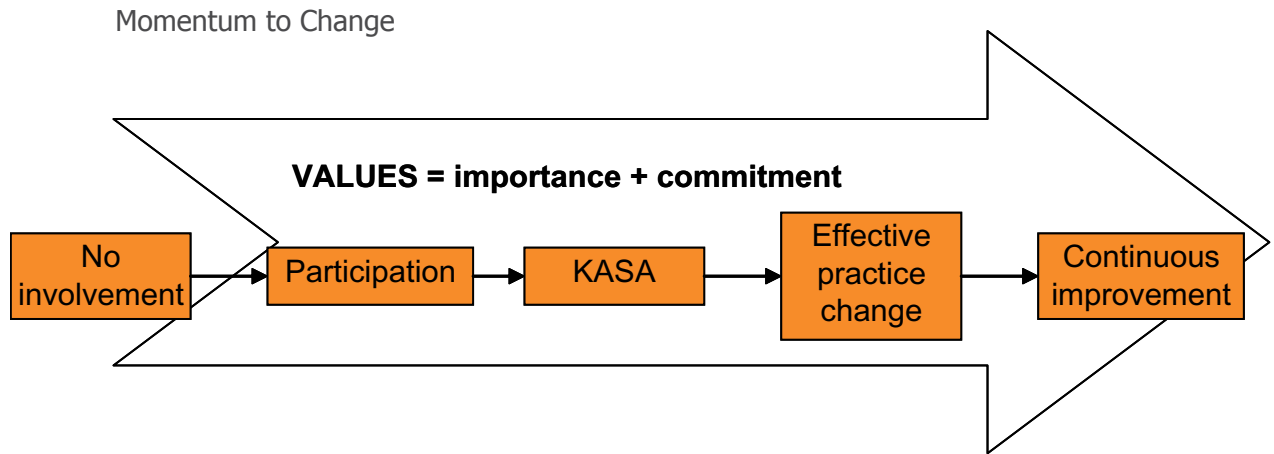 Momentum to Change
VALUES = importance + commitment
No
involvement
Participation
KASA
Effective
practice
change
Continuous
improvement